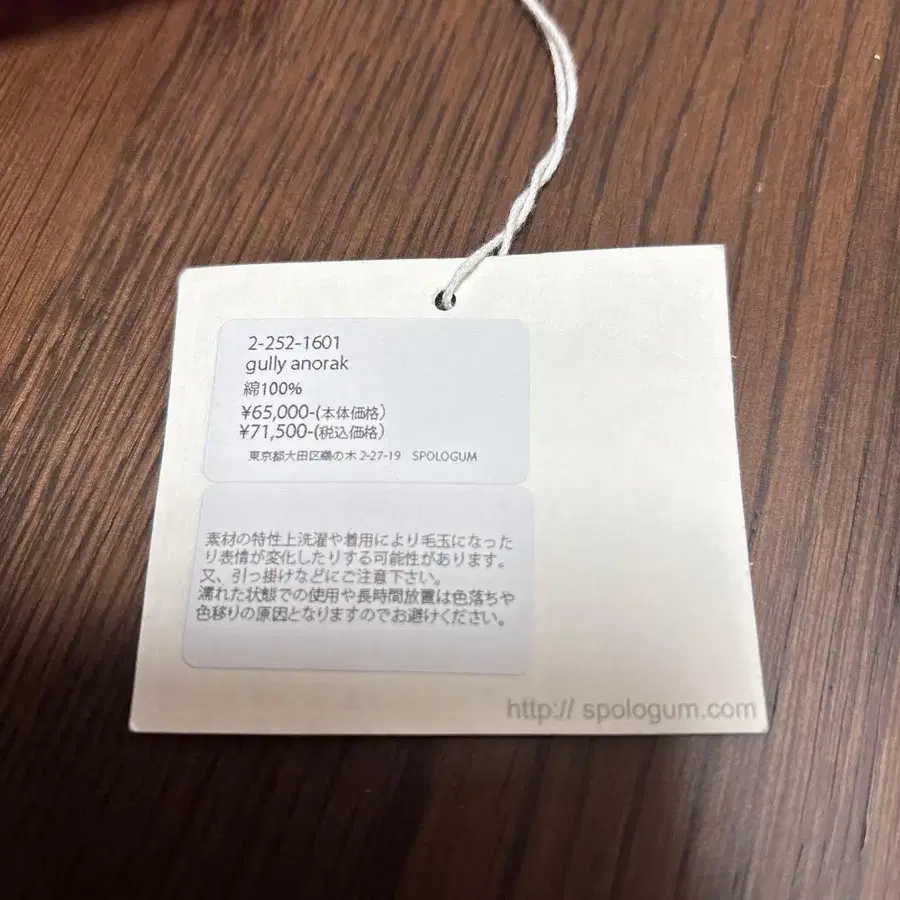 2-252-1601
gully anorak
綿100%
¥65,000-(本体価格)
¥71,500-(税込価格)
東京都大田区鵜の木 2-27-19 SPOLOGUM
素材の特性上洗濯や着用により毛玉になった
り表情が変化したりする可能性があります。
又、引っ掛けなどにご注意下さい。
濡れた状態での使用や長時間放置は色落ちや
色移りの原因となりますのでお避けください。
http:// spologum.com